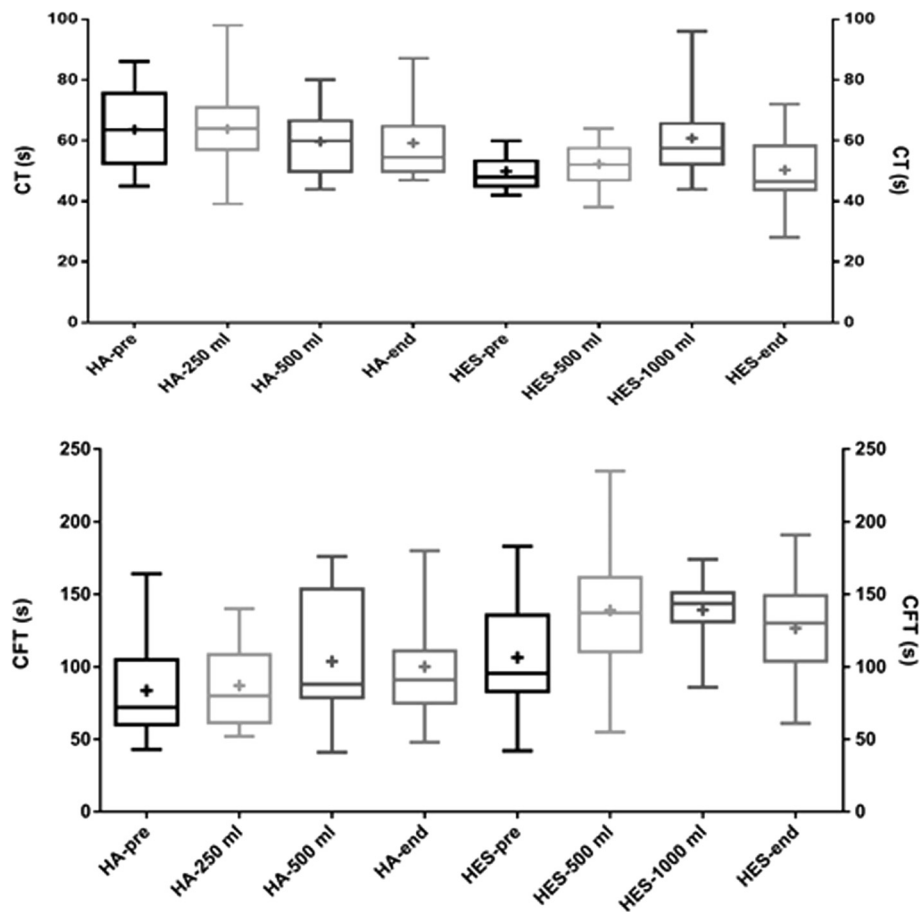 100
80
60
40
20
0
CT (s)
100
80
60
40
20
0
CT (s)
HA-pre
HA-250 ml
HA-500 ml
HA-end
HES-pre
HES-500 ml
HES-1000 ml
HES-end
250
200
150
100
50
0
CFT (s)
250
200
150
100
50
0
CFT (s)
HA-pre
HA-250 ml
HA-500 ml
HA-end
HES-pre
HES-500 ml
HES-1000 ml
HES-end